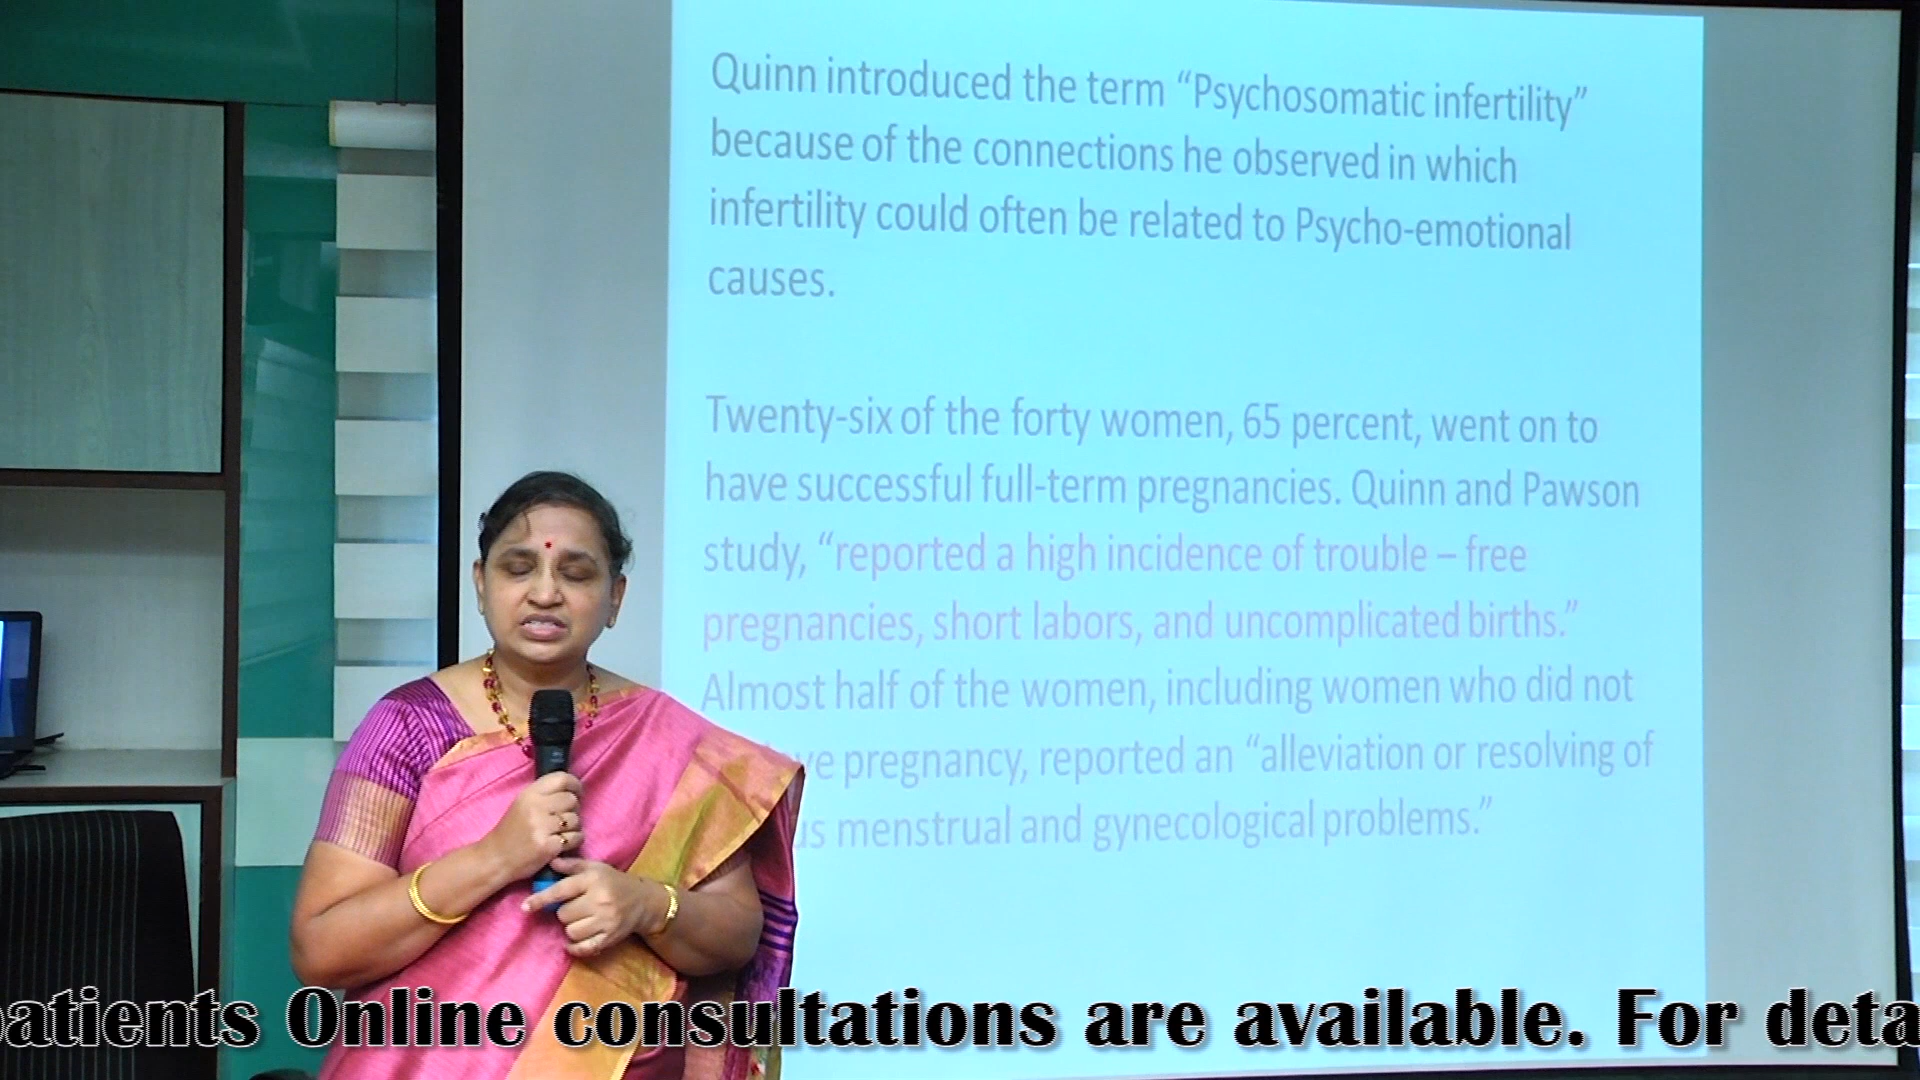 Quinn introduced the term “Psychosomatic infertility”
because of the connections he observed in which
infertility could often be related to Psycho-emotional
causes.
Twenty-six of the forty women, 65 percent, went on to
have successful full-term pregnancies. Quinn and Pawson
study, “reported a high incidence of trouble – free
pregnancies, short labors, and uncomplicated births.”
Almost half of the women, including women who did not
pregnancy, reported an “alleviation or resolving of
menstrual and gynecological problems.”
patients Online consultations are available. For